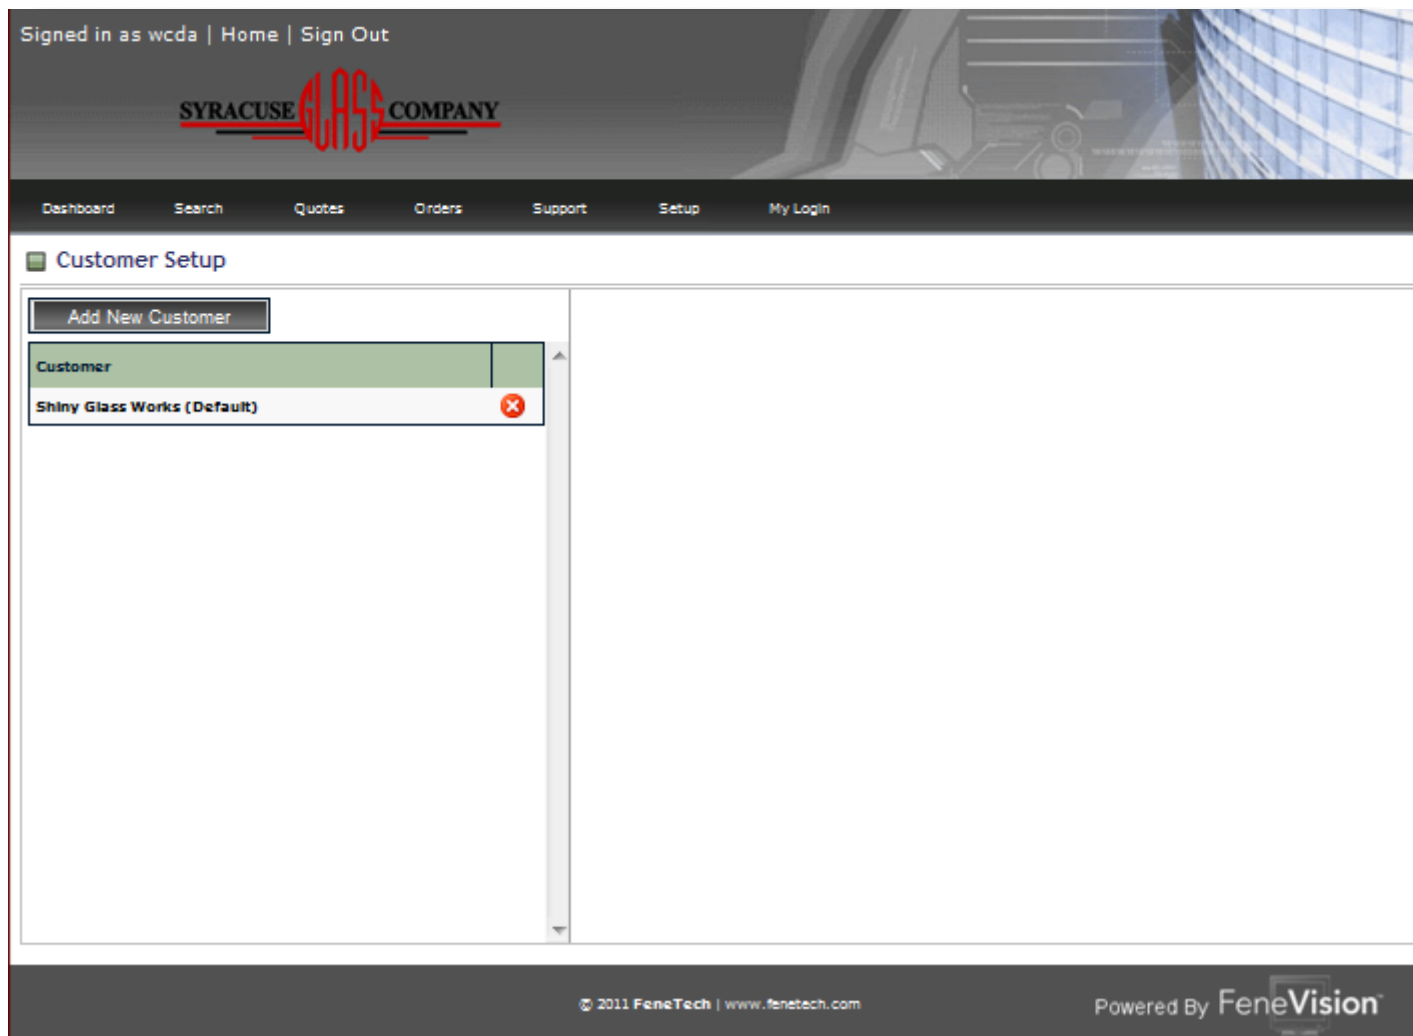 Signed in as wcda | Home | Sign Out
SYRACUSE GLASS COMPANY
Dashboard Search Quotes Orders Support Setup My Login
Customer Setup
Add New Customer
Customer
Shiny Glass Works (Default)
© 2011 FeneTech | www.fenetech.com
Powered By FeneVision